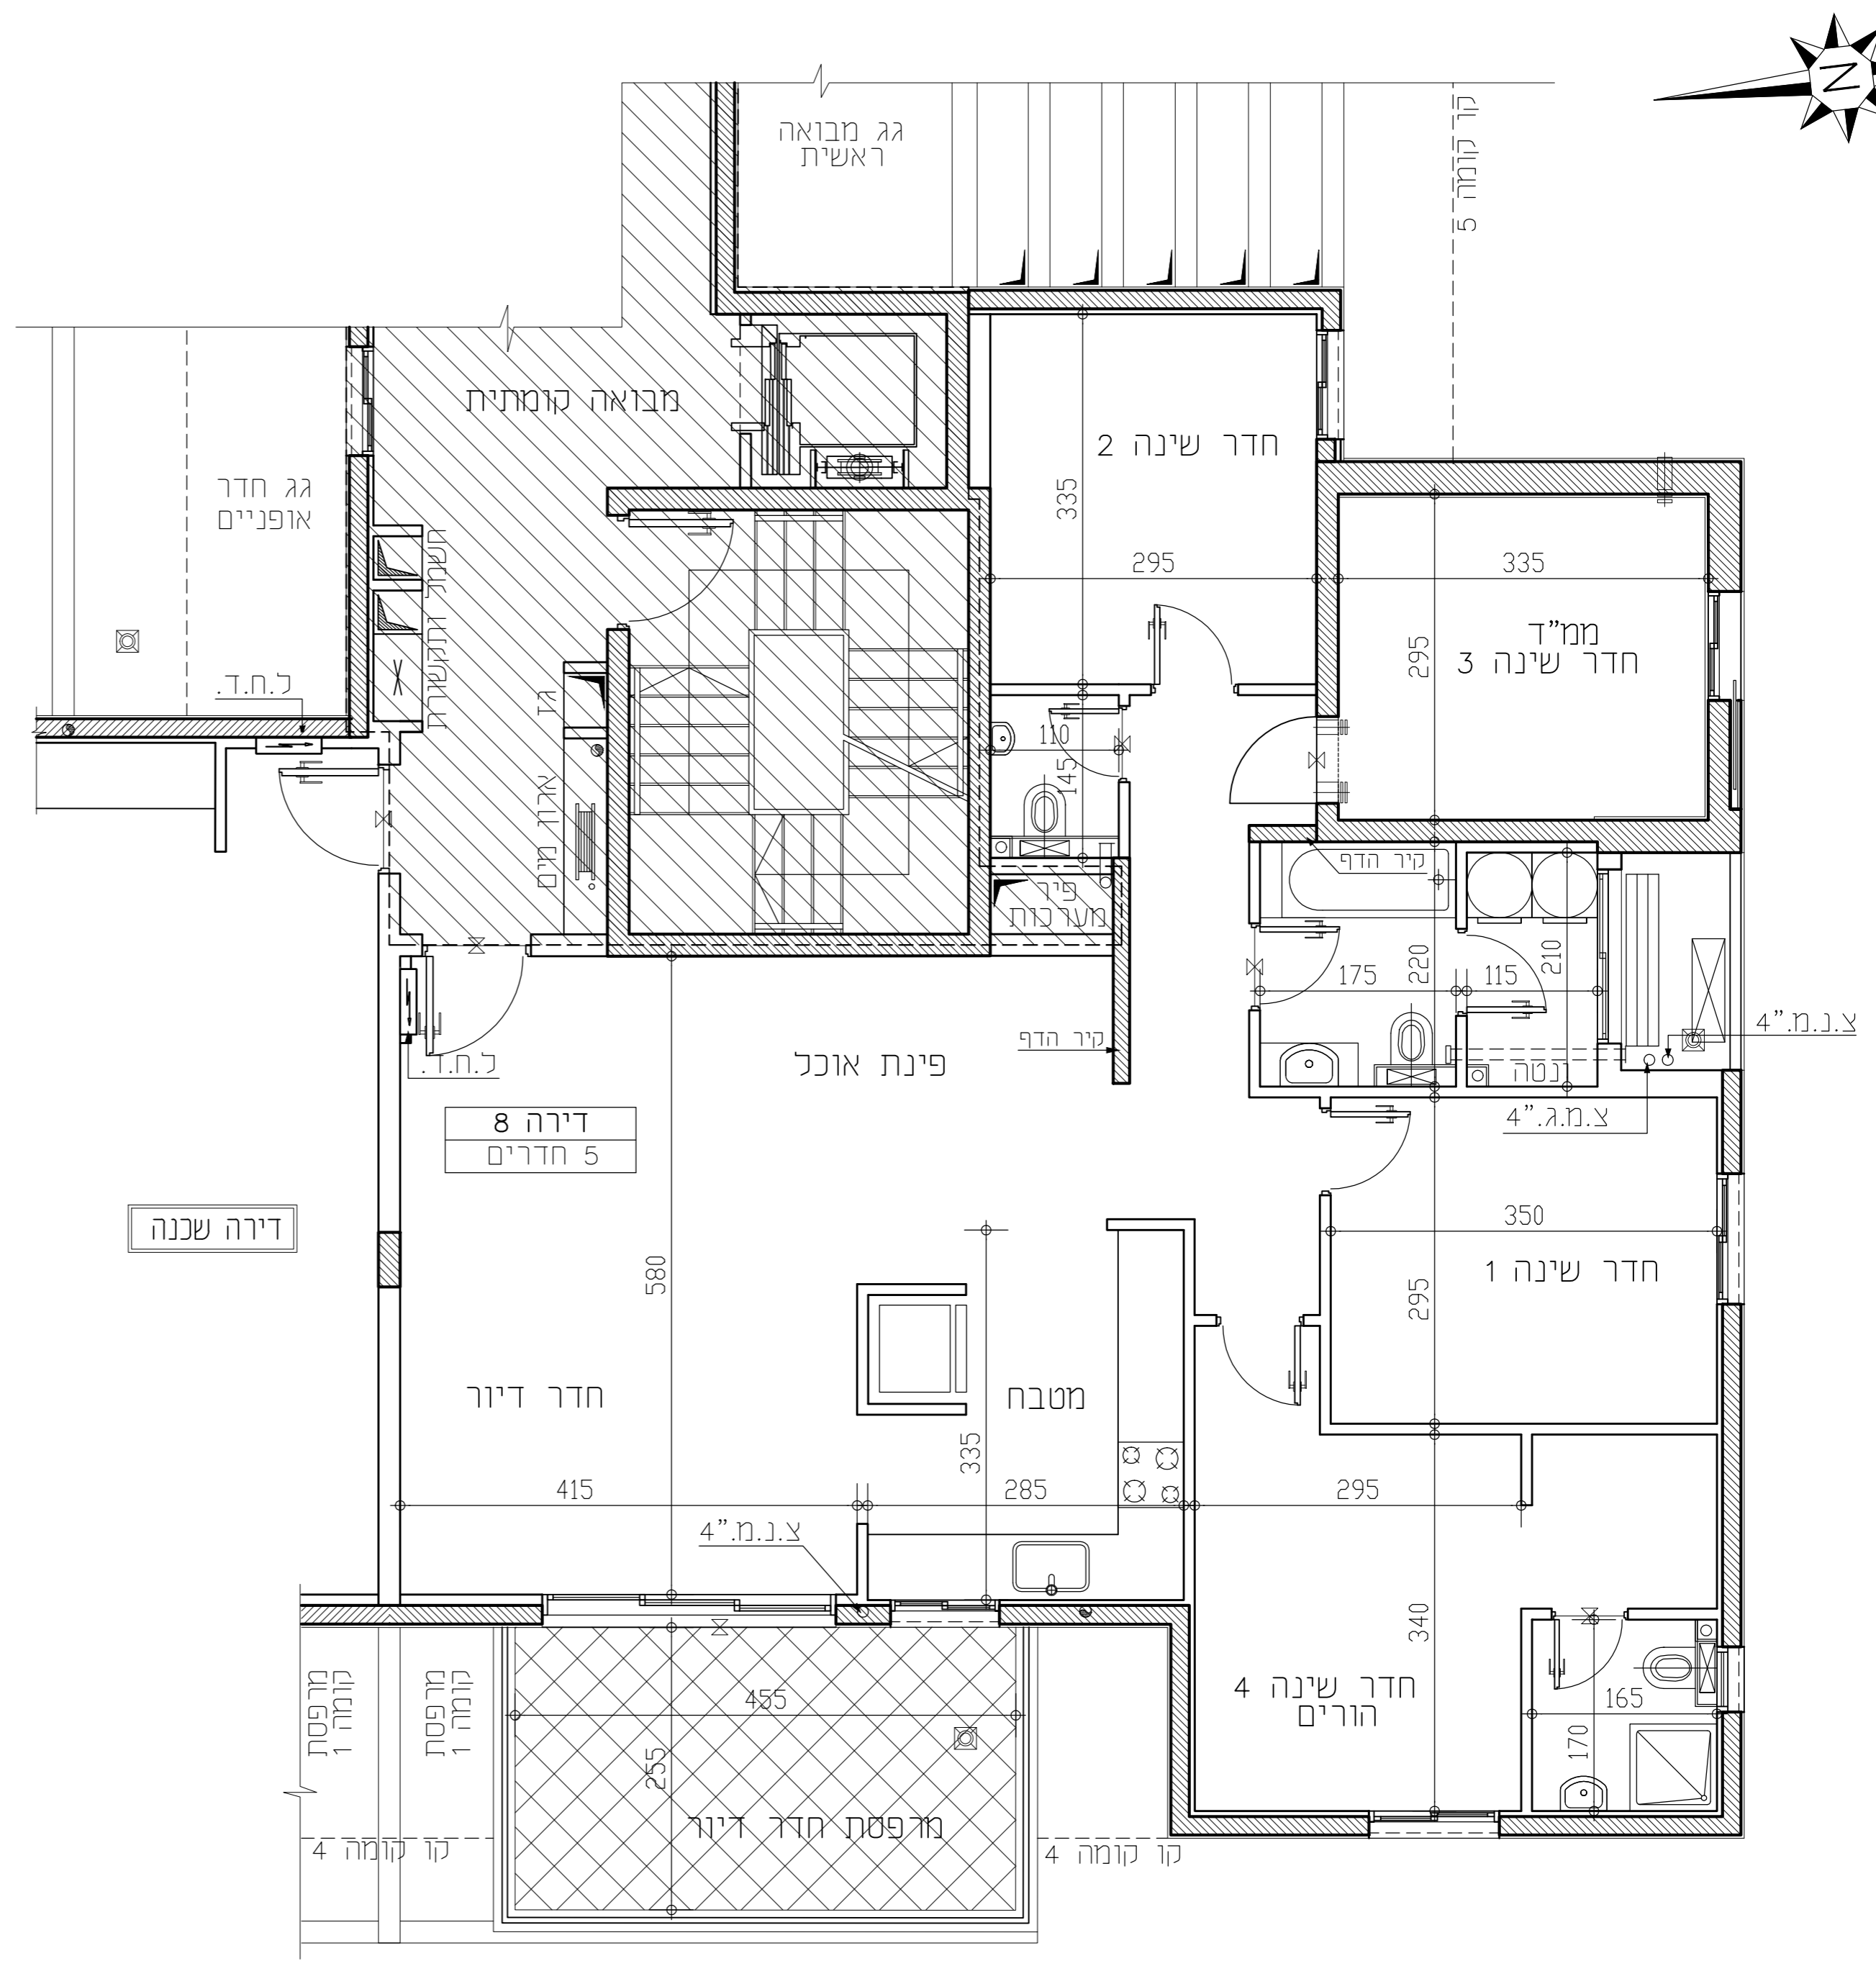 N
קו קומה 5
גג מבואה
ראשית
מבואה קומתית
חדר שינה 2
גג חדר
אופניים
חשמל ותקשורת
335
295
335
ממ"ד
חדר שינה 3
295
ל.ח.ד.
גז
ארון מים
110
145
קיר הדף
פיר
מערכות
175
220
115
210
צ.נ.מ."4
קיר הדף
פינת אוכל
ל.ח.ד.
ונטה
צ.מ.ג."4
דירה 8
5 חדרים
דירה שכנה
350
580
חדר שינה 1
295
חדר דיור
מטבח
335
415
285
295
צ.נ.מ."4
340
מרפסת
קומה 1
מרפסת
קומה 1
455
חדר שינה 4
הורים
165
170
255
מרפסת חדר דיור
קו קומה 4
קו קומה 4